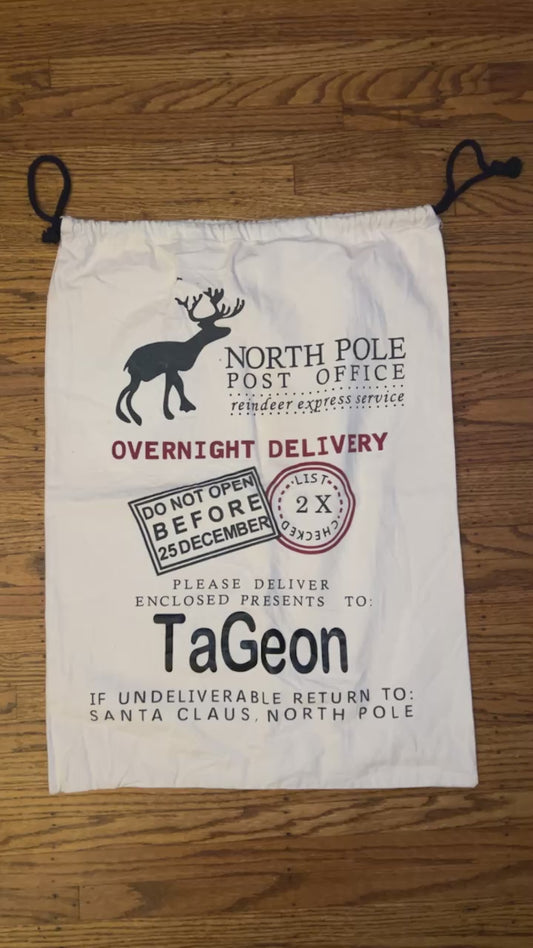 NORTH POLE
POST OFFICE
reindeer express service
OVERNIGHT DELIVERY
DO NOT OPEN
BEFORE
25 DECEMBER
LIST
2 X
CHECKED
PLEASE DELIVER
ENCLOSED PRESENTS TO:
TaGeon
IF UNDELIVERABLE RETURN TO:
SANTA CLAUS, NORTH POLE